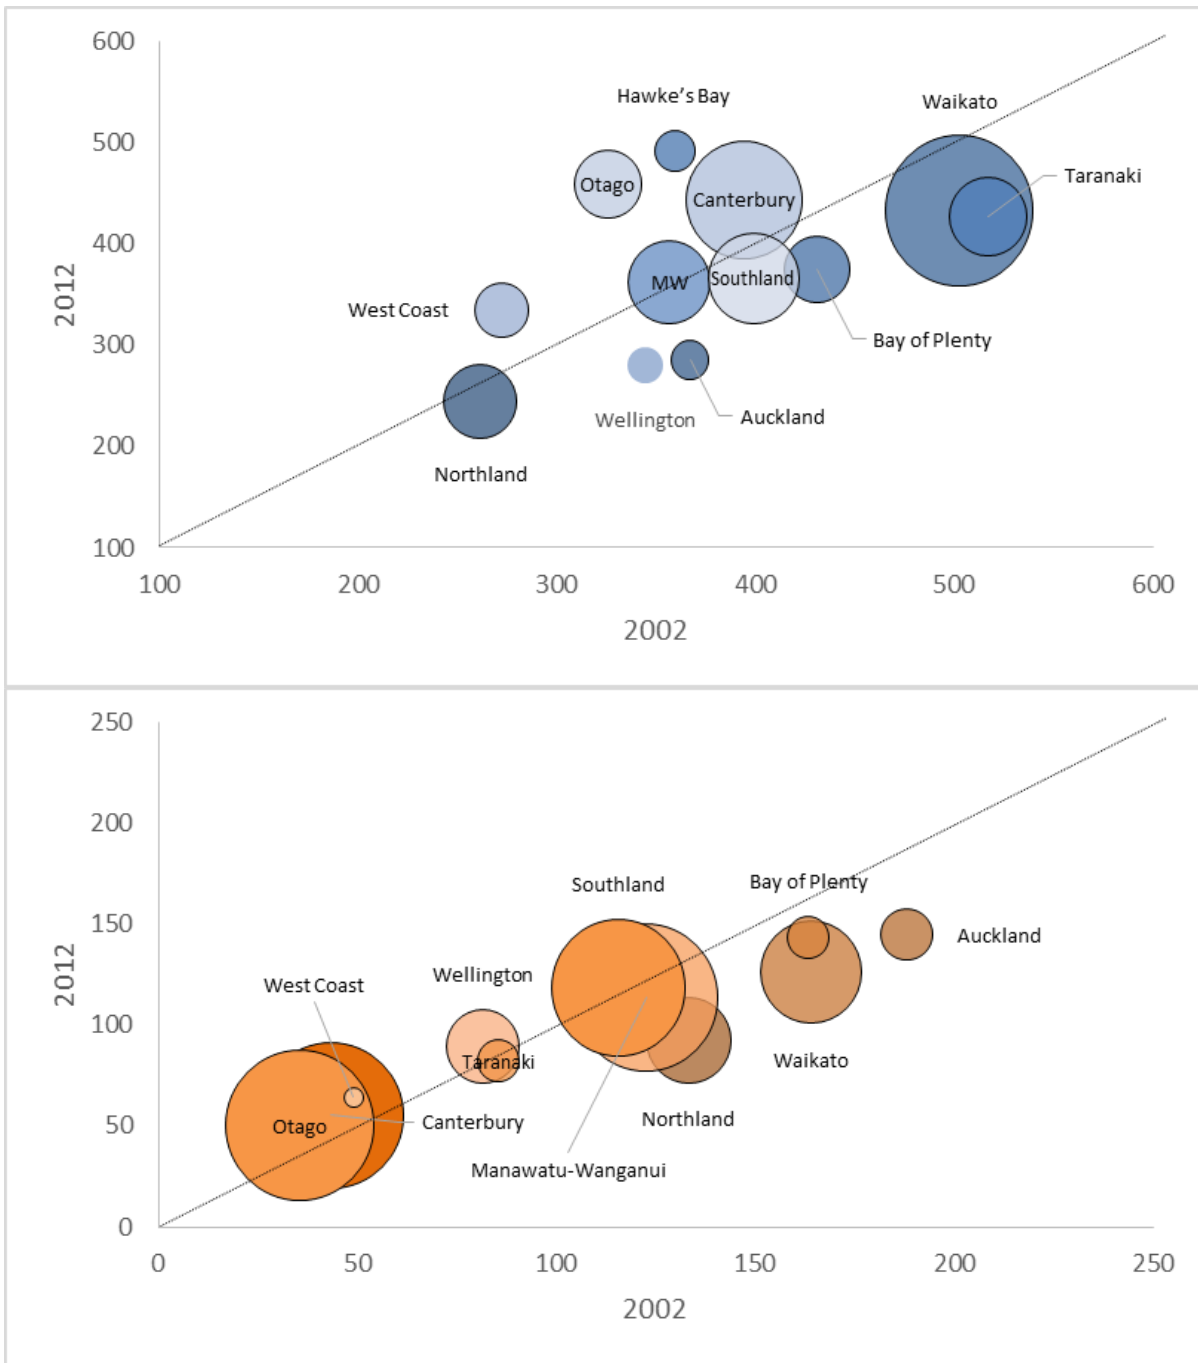 600
Hawke's Bay
Waikato
500
Otago
Canterbury
Taranaki
400
MW
Southland
2012
West Coast
300
Bay of Plenty
Wellington
Auckland
200
Northland
100
100 200 300 400 500 600
2002
250
200
Southland
Bay of Plenty
150
Auckland
2012
Wellington
West Coast
100
Taranaki
Waikato
Northland
50
Otago
Canterbury
Manawatu-Wanganui
0
0 50 100 150 200 250
2002